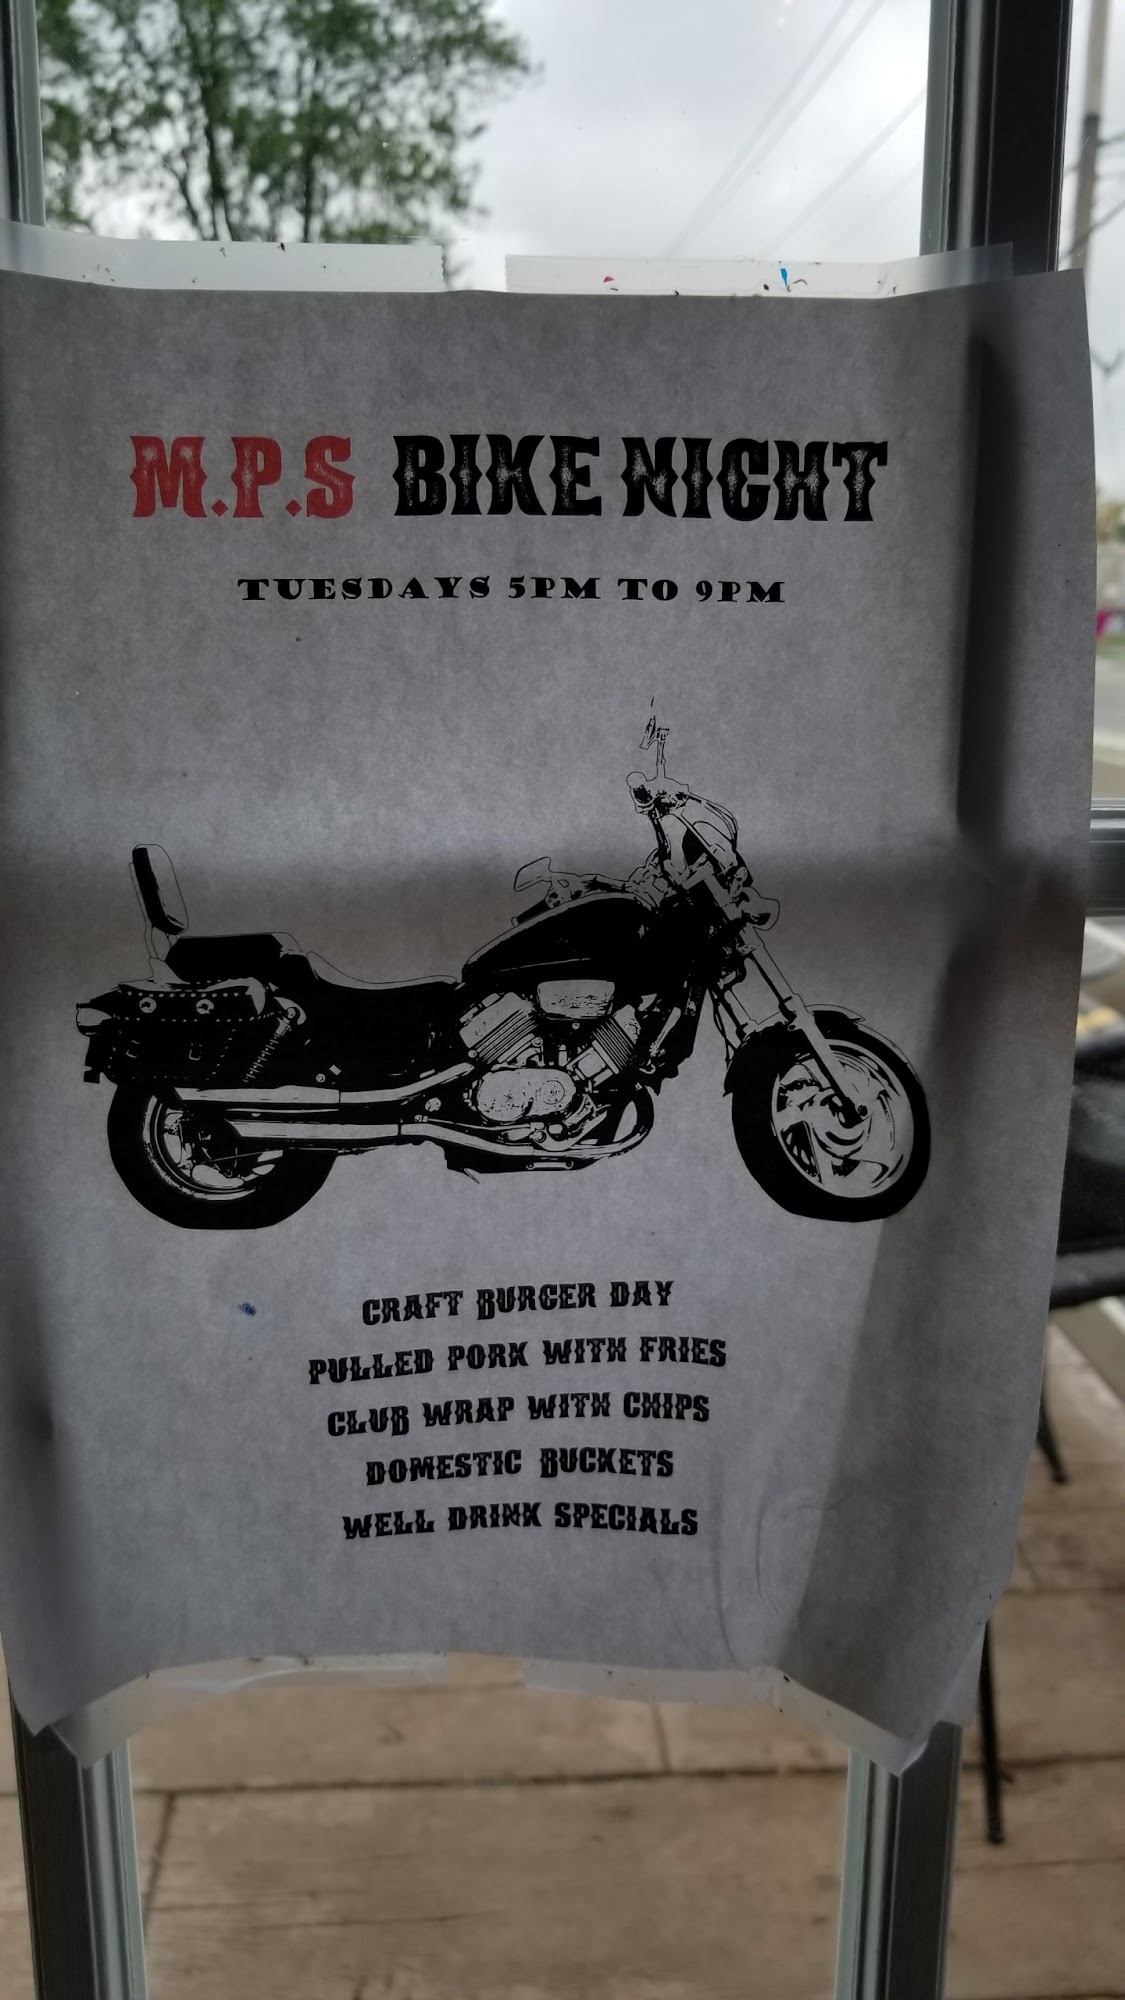 M.P.S BIKE NIGHT
TUESDAYS 5PM TO 9PM
CRAFT BURGER DAY
PULLED PORK WITH FRIES
CLUB WRAP WITH CHIPS
DOMESTIC BUCKETS
WELL DRINK SPECIALS